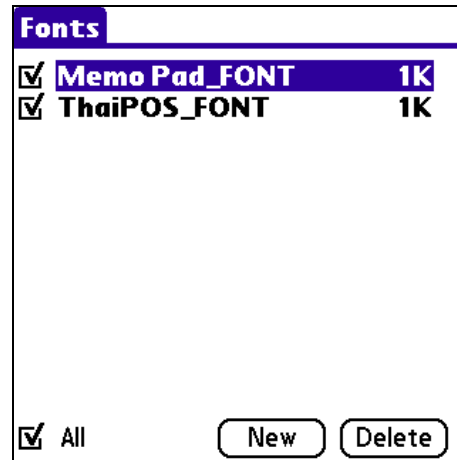 Fonts
Memo Pad_FONT 1K
ThaiPOS_FONT 1K
All New Delete